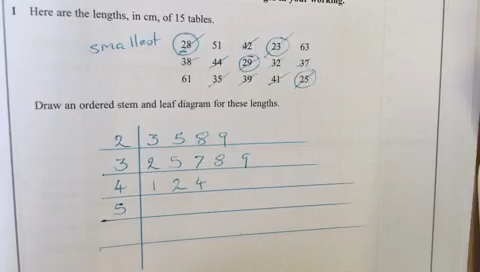 1 Here are the lengths, in cm, of 15 tables.
smallest 28 51 42 23 63
38 44 29 32 37
61 35 39 41 25
Draw an ordered stem and leaf diagram for these lengths.
2 3 5 8 9
3 2 5 7 8 9
4 1 2 4
5